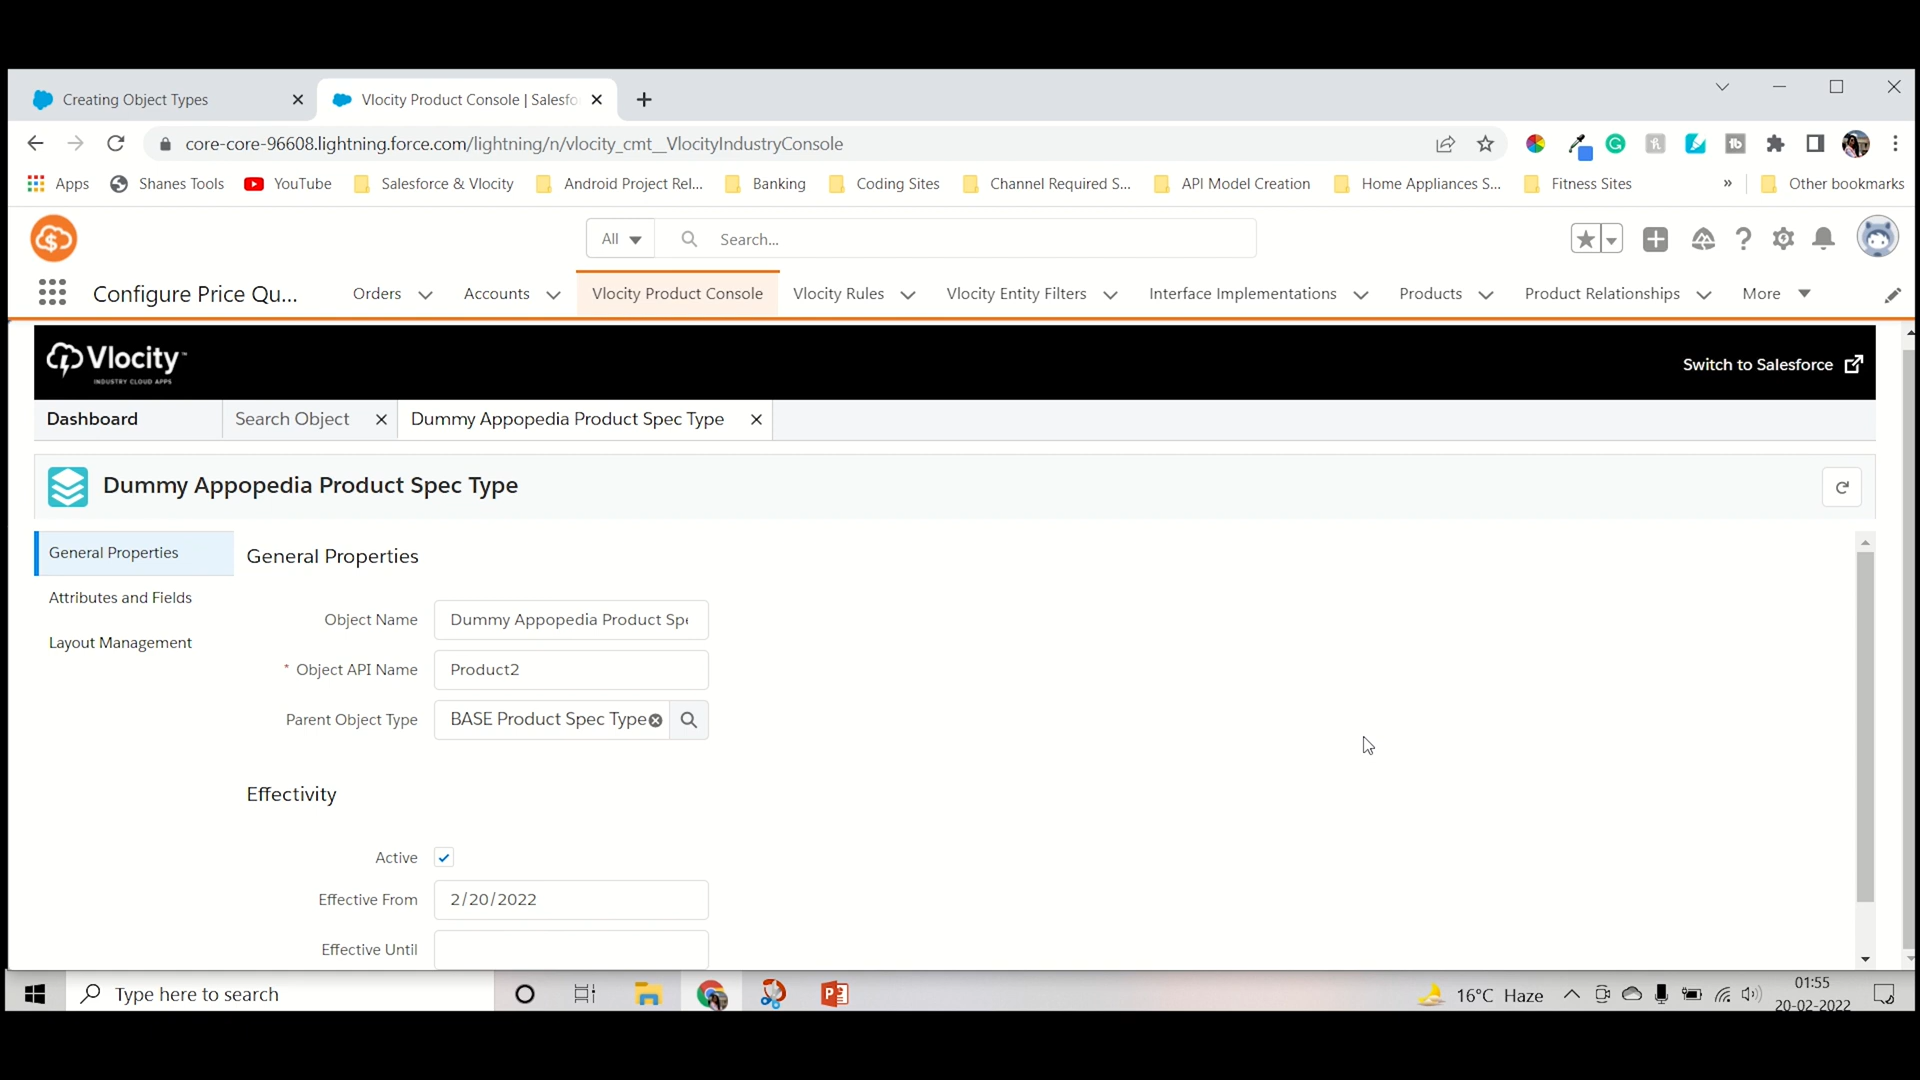 Creating Object Types
Vlocity Product Console | Salesfo
core-core-96608.lightning.force.com/lightning/n/vlocity_cmt__VlocityIndustryConsole
Apps Shanes Tools YouTube Salesforce & Vlocity Android Project Rel... Banking Coding Sites Channel Required S... API Model Creation Home Appliances S... Fitness Sites » Other bookmarks
All Search...
Configure Price Qu... Orders Accounts Vlocity Product Console Vlocity Rules Vlocity Entity Filters Interface Implementations Products Product Relationships More
Vlocity™
INDUSTRY CLOUD APPS
Switch to Salesforce
Dashboard Search Object Dummy Appopedia Product Spec Type
Dummy Appopedia Product Spec Type
General Properties
Attributes and Fields
Layout Management
General Properties
Object Name Dummy Appopedia Product Spe
* Object API Name Product2
Parent Object Type BASE Product Spec Type
Effectivity
Active
Effective From 2/20/2022
Effective Until
Type here to search
16°C Haze
01:55
20-02-2022